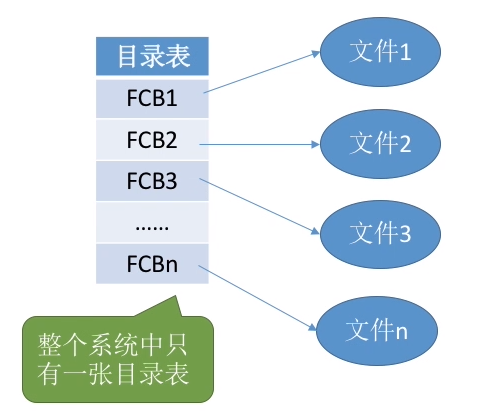 目录表
FCB1
FCB2
FCB3
......
FCBn
文件1
文件2
文件3
文件n
整个系统中只
有一张目录表